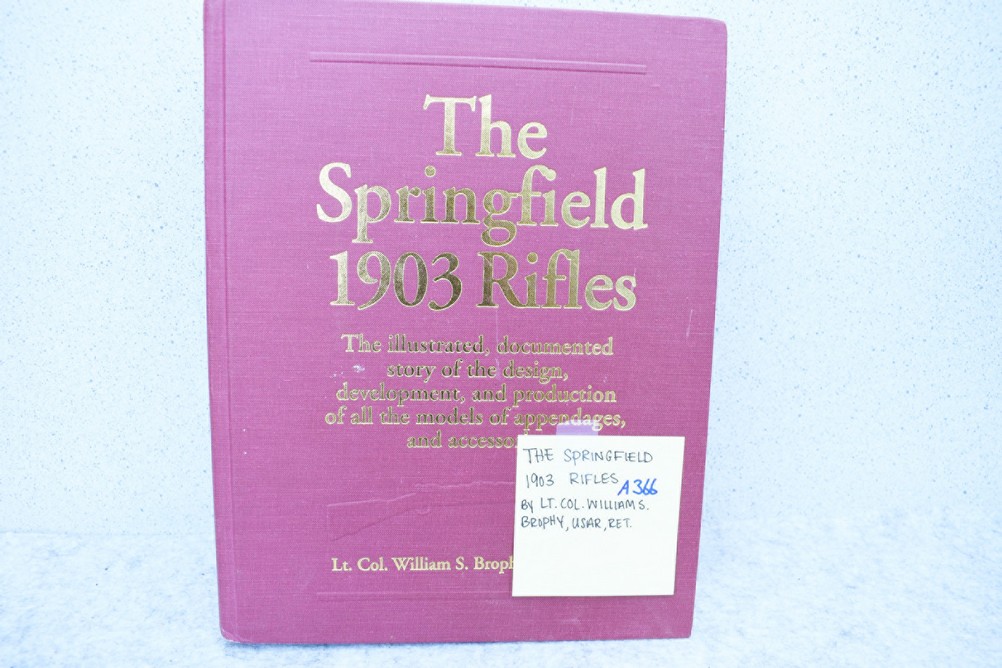 The
Springfield
1903 Rifles
The illustrated, documented
story of the design,
development, and production
of all the models of appendages,
and accesso
Lt. Col. William S. Broph
THE SPRINGFIELD
1903 RIFLES A366
BY LT. COL. WILLIAM S.
BROPHY, USAR, RET.